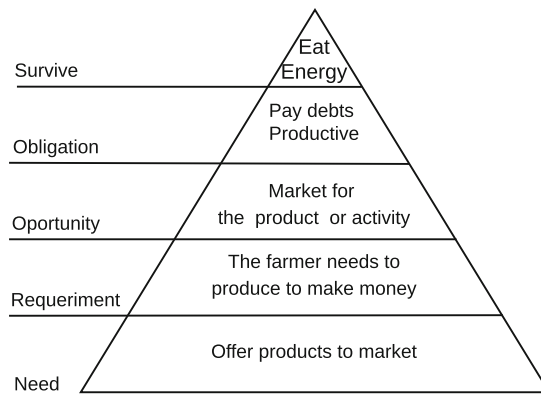 Eat
Energy
Survive
Pay debts
Productive
Obligation
Market for
the product or activity
Oportunity
The farmer needs to
produce to make money
Requeriment
Offer products to market
Need